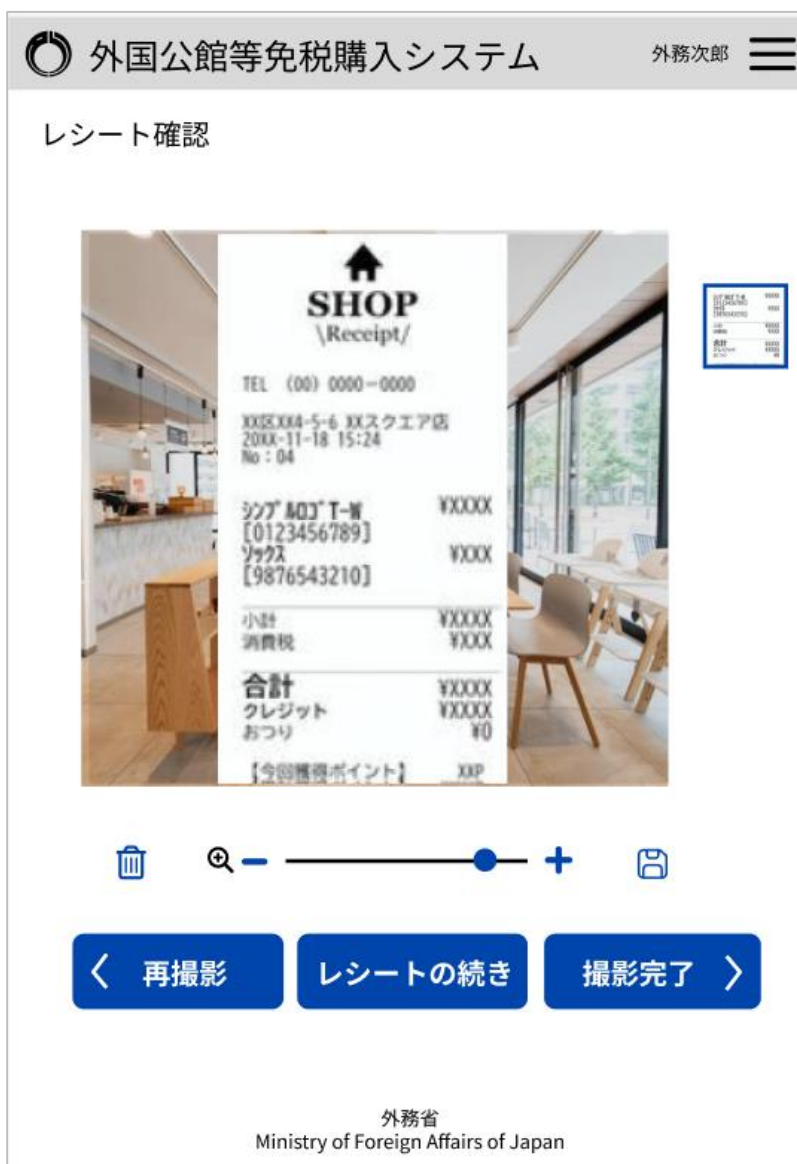 外国公館等免税購入システム
外務次郎
レシート確認
SHOP
\Receipt/
TEL (00) 0000-0000
XX区XX4-5-6 XXスクエア店
20XX-11-18 15:24
No：04
シンプルロゴT-W ¥XXXX
[0123456789]
ソックス ¥XXX
[9876543210]
小計 ¥XXXX
消費税 ¥XXX
合計 ¥XXXX
クレジット ¥XXXX
おつり ¥0
【今回獲得ポイント】 XXP
再撮影
レシートの続き
撮影完了
外務省
Ministry of Foreign Affairs of Japan